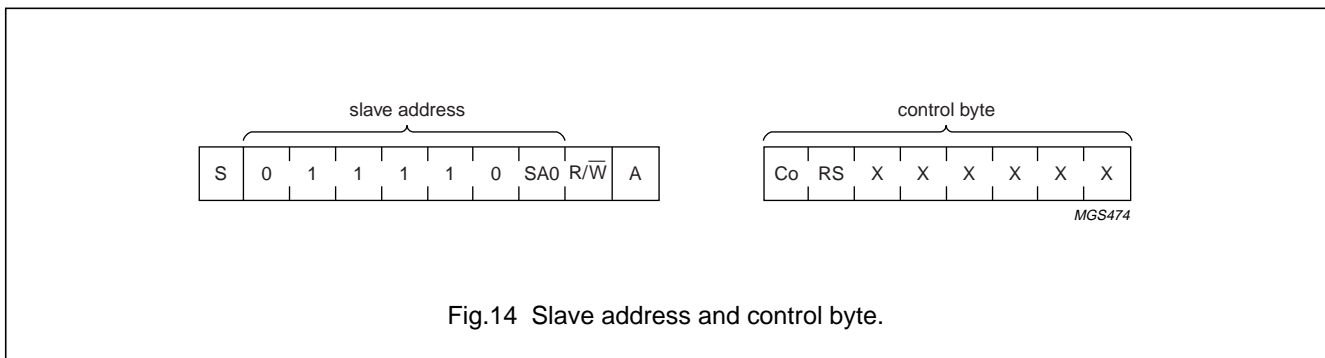 slave address
control byte
S 0 1 1 1 1 0 SA0 R/W̅ A
Co RS X X X X X X
MGS474
Fig.14 Slave address and control byte.